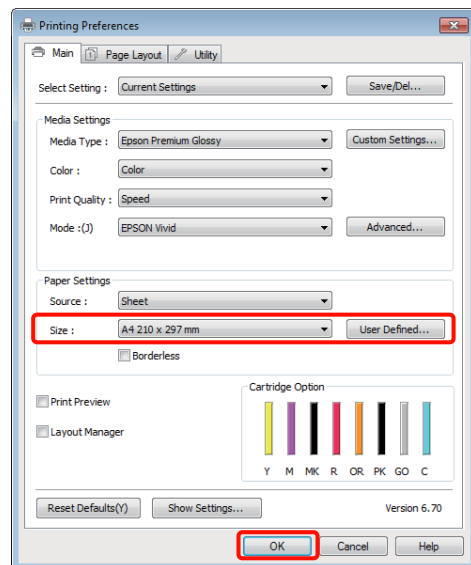 Printing Preferences
Main Page Layout Utility
Select Setting : Current Settings Save/Del...
Media Settings
Media Type : Epson Premium Glossy Custom Settings...
Color : Color
Print Quality : Speed
Mode :(J) EPSON Vivid Advanced...
Paper Settings
Source : Sheet
Size : A4 210 x 297 mm User Defined...
Borderless
Cartridge Option
Print Preview
Layout Manager
Y M MK R OR PK GO C
Reset Defaults(Y) Show Settings... Version 6.70
OK Cancel Help